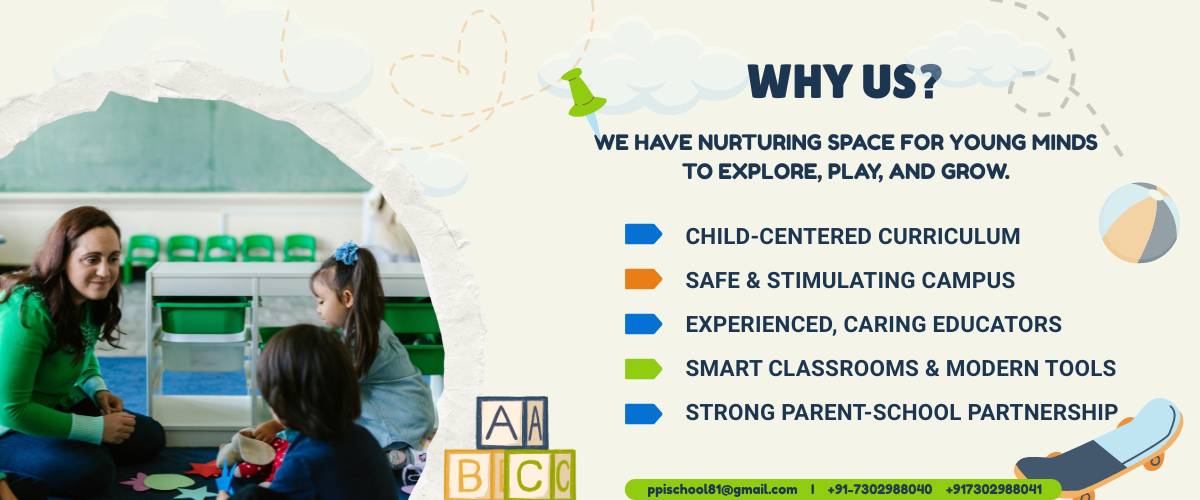 WHY US?
WE HAVE NURTURING SPACE FOR YOUNG MINDS
TO EXPLORE, PLAY, AND GROW.
CHILD-CENTERED CURRICULUM
SAFE & STIMULATING CAMPUS
EXPERIENCED, CARING EDUCATORS
SMART CLASSROOMS & MODERN TOOLS
STRONG PARENT-SCHOOL PARTNERSHIP
A A
B C C
ppischool81@gmail.com I +91-7302988040 +917302988041